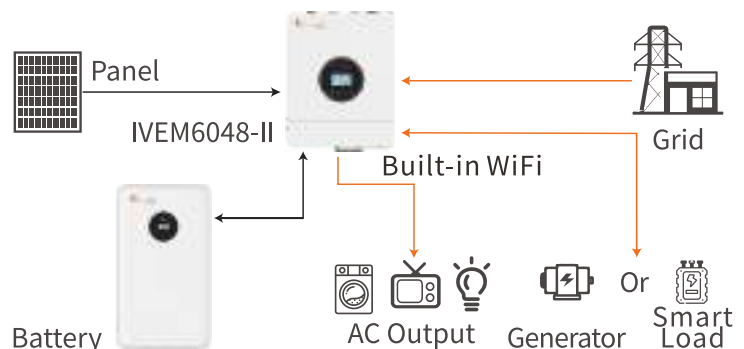 Panel
IVEM6048-II
Grid
Built-in WiFi
Or
Battery
AC Output
Generator
Smart
Load